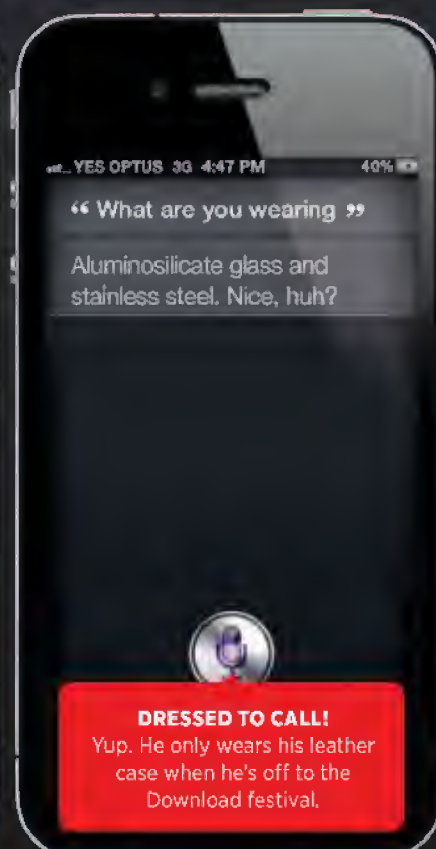 YES OPTUS 3G 4:47 PM 40%
“ What are you wearing ”
Aluminosilicate glass and
stainless steel. Nice, huh?
DRESSED TO CALL!
Yup. He only wears his leather
case when he's off to the
Download festival.